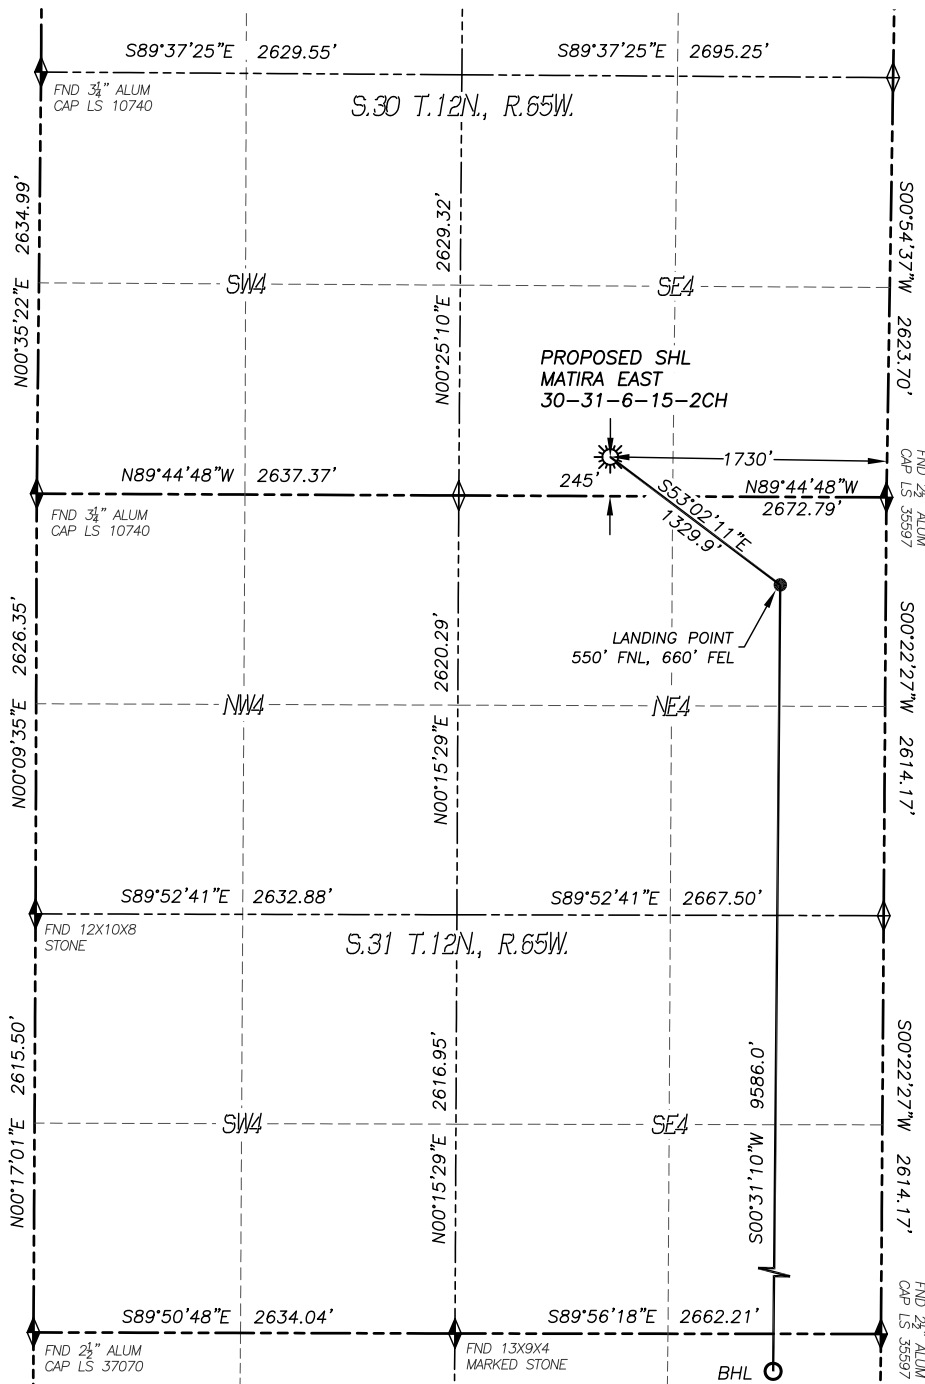 S89°37'25"E 2629.55'
S89°37'25"E 2695.25'
FND 3¼" ALUM
CAP LS 10740
S.30 T.12N., R.65W.
N00°35'22"E 2634.99'
N00°25'10"E 2629.32'
S00°54'37"W 2623.70'
SW4
SE4
PROPOSED SHL
MATIRA EAST
30-31-6-15-2CH
1730'
N89°44'48"W 2637.37'
245'
N89°44'48"W
2672.79'
FND 3¼" ALUM
CAP LS 10740
FND 2½" ALUM
CAP LS 35597
S53°02'11"E
1329.9'
LANDING POINT
550' FNL, 660' FEL
N00°09'35"E 2626.35'
N00°15'29"E 2620.29'
S00°22'27"W 2614.17'
NW4
NE4
S89°52'41"E 2632.88'
S89°52'41"E 2667.50'
FND 12X10X8
STONE
S.31 T.12N., R.65W.
N00°17'01"E 2615.50'
N00°15'29"E 2616.95'
S00°31'10"W 9586.0'
S00°22'27"W 2614.17'
SW4
SE4
S89°50'48"E 2634.04'
S89°56'18"E 2662.21'
FND 2½" ALUM
CAP LS 37070
FND 13X9X4
MARKED STONE
FND 2½" ALUM
CAP LS 35597
BHL